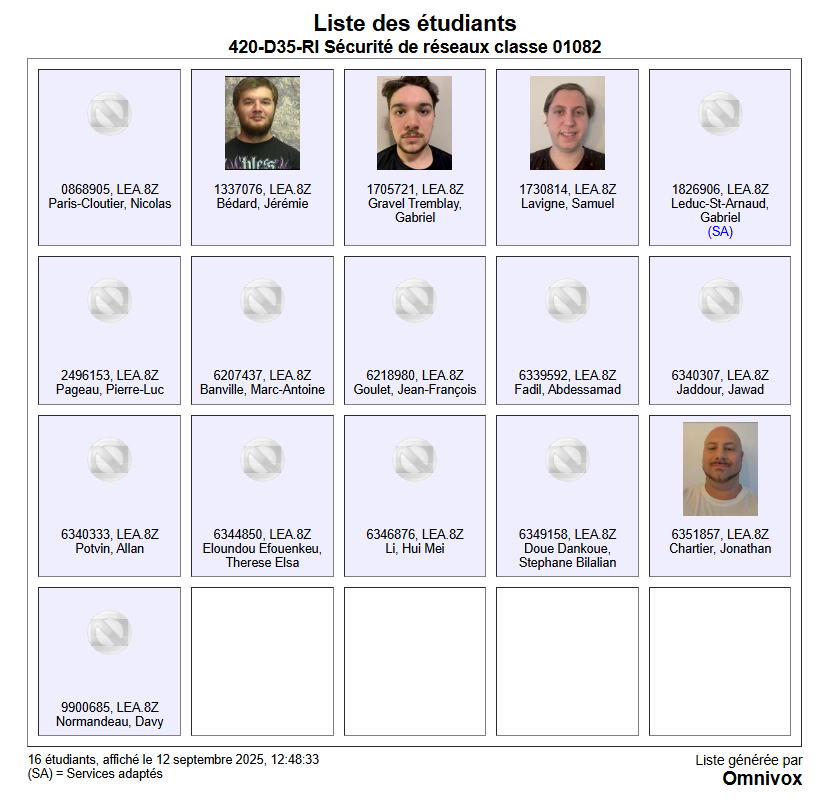 Liste des étudiants
420-D35-RI Sécurité de réseaux classe 01082
0868905, LEA.8Z
Paris-Cloutier, Nicolas
1337076, LEA.8Z
Bédard, Jérémie
1705721, LEA.8Z
Gravel Tremblay,
Gabriel
1730814, LEA.8Z
Lavigne, Samuel
1826906, LEA.8Z
Leduc-St-Arnaud,
Gabriel
(SA)
2496153, LEA.8Z
Pageau, Pierre-Luc
6207437, LEA.8Z
Banville, Marc-Antoine
6218980, LEA.8Z
Goulet, Jean-François
6339592, LEA.8Z
Fadil, Abdessamad
6340307, LEA.8Z
Jaddour, Jawad
6340333, LEA.8Z
Potvin, Allan
6344850, LEA.8Z
Eloundou Efouenkeu,
Therese Elsa
6346876, LEA.8Z
Li, Hui Mei
6349158, LEA.8Z
Doue Dankoue,
Stephane Bilalian
6351857, LEA.8Z
Chartier, Jonathan
9900685, LEA.8Z
Normandeau, Davy
16 étudiants, affiché le 12 septembre 2025, 12:48:33
(SA) = Services adaptés
Liste générée par
Omnivox